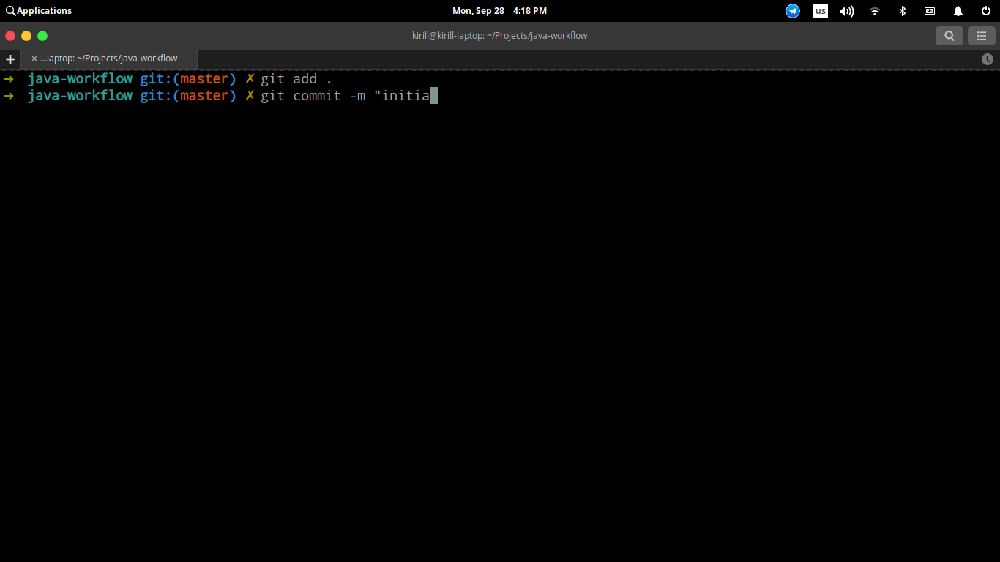 Applications
Mon, Sep 28 4:18 PM
us
kirill@kirill-laptop: ~/Projects/java-workflow
+ × ...laptop: ~/Projects/java-workflow
➜ java-workflow git:(master) ✗ git add .
➜ java-workflow git:(master) ✗ git commit -m "initia